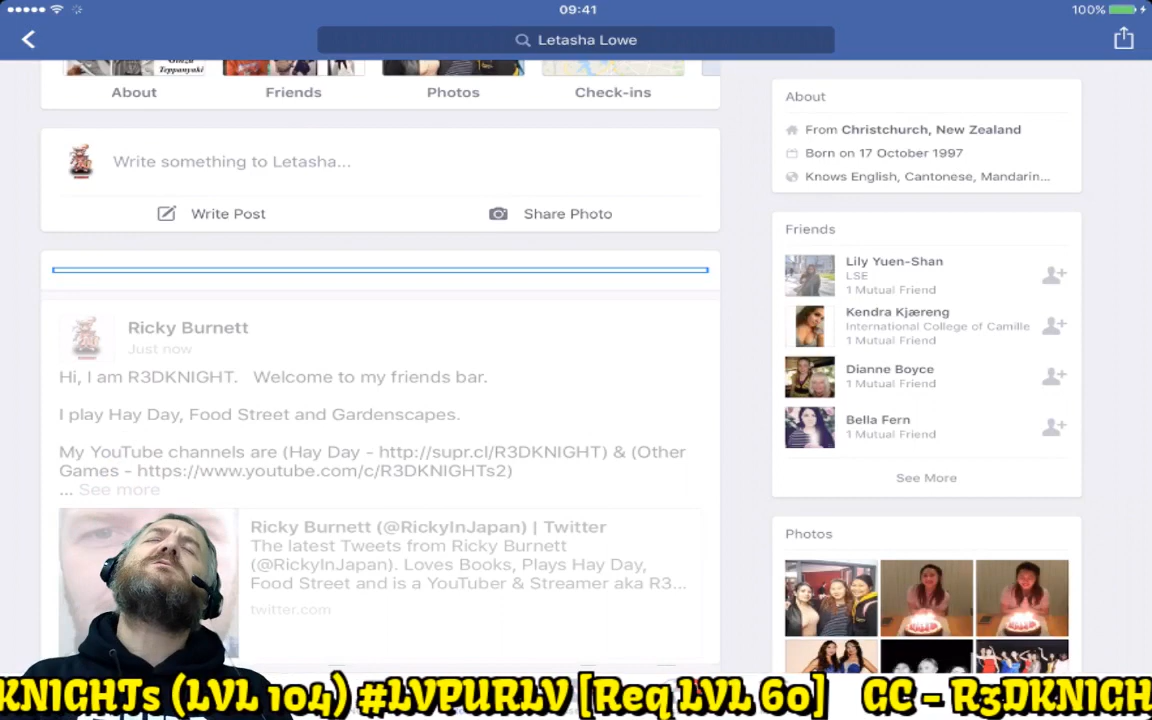 09:41
100%
Letasha Lowe
Teppanyaki
About
Friends
Photos
Check-ins
Write something to Letasha...
Write Post
Share Photo
Ricky Burnett
Just now
Hi, I am R3DKNIGHT. Welcome to my friends bar.
I play Hay Day, Food Street and Gardenscapes.
My YouTube channels are (Hay Day - http://supr.cl/R3DKNIGHT) & (Other
Games - https://www.youtube.com/c/R3DKNIGHTs2)
... See more
Ricky Burnett (@RickyInJapan) | Twitter
The latest Tweets from Ricky Burnett
(@RickyInJapan). Loves Books, Plays Hay Day,
Food Street and is a YouTuber & Streamer aka R3...
twitter.com
About
From Christchurch, New Zealand
Born on 17 October 1997
Knows English, Cantonese, Mandarin...
Friends
Lily Yuen-Shan
LSE
1 Mutual Friend
Kendra Kjæreng
International College of Camille
1 Mutual Friend
Dianne Boyce
1 Mutual Friend
Bella Fern
1 Mutual Friend
See More
Photos
KNIGHTs (LVL 104) #LVPURLV [Req LVL 60] GC - R3DKNIGH